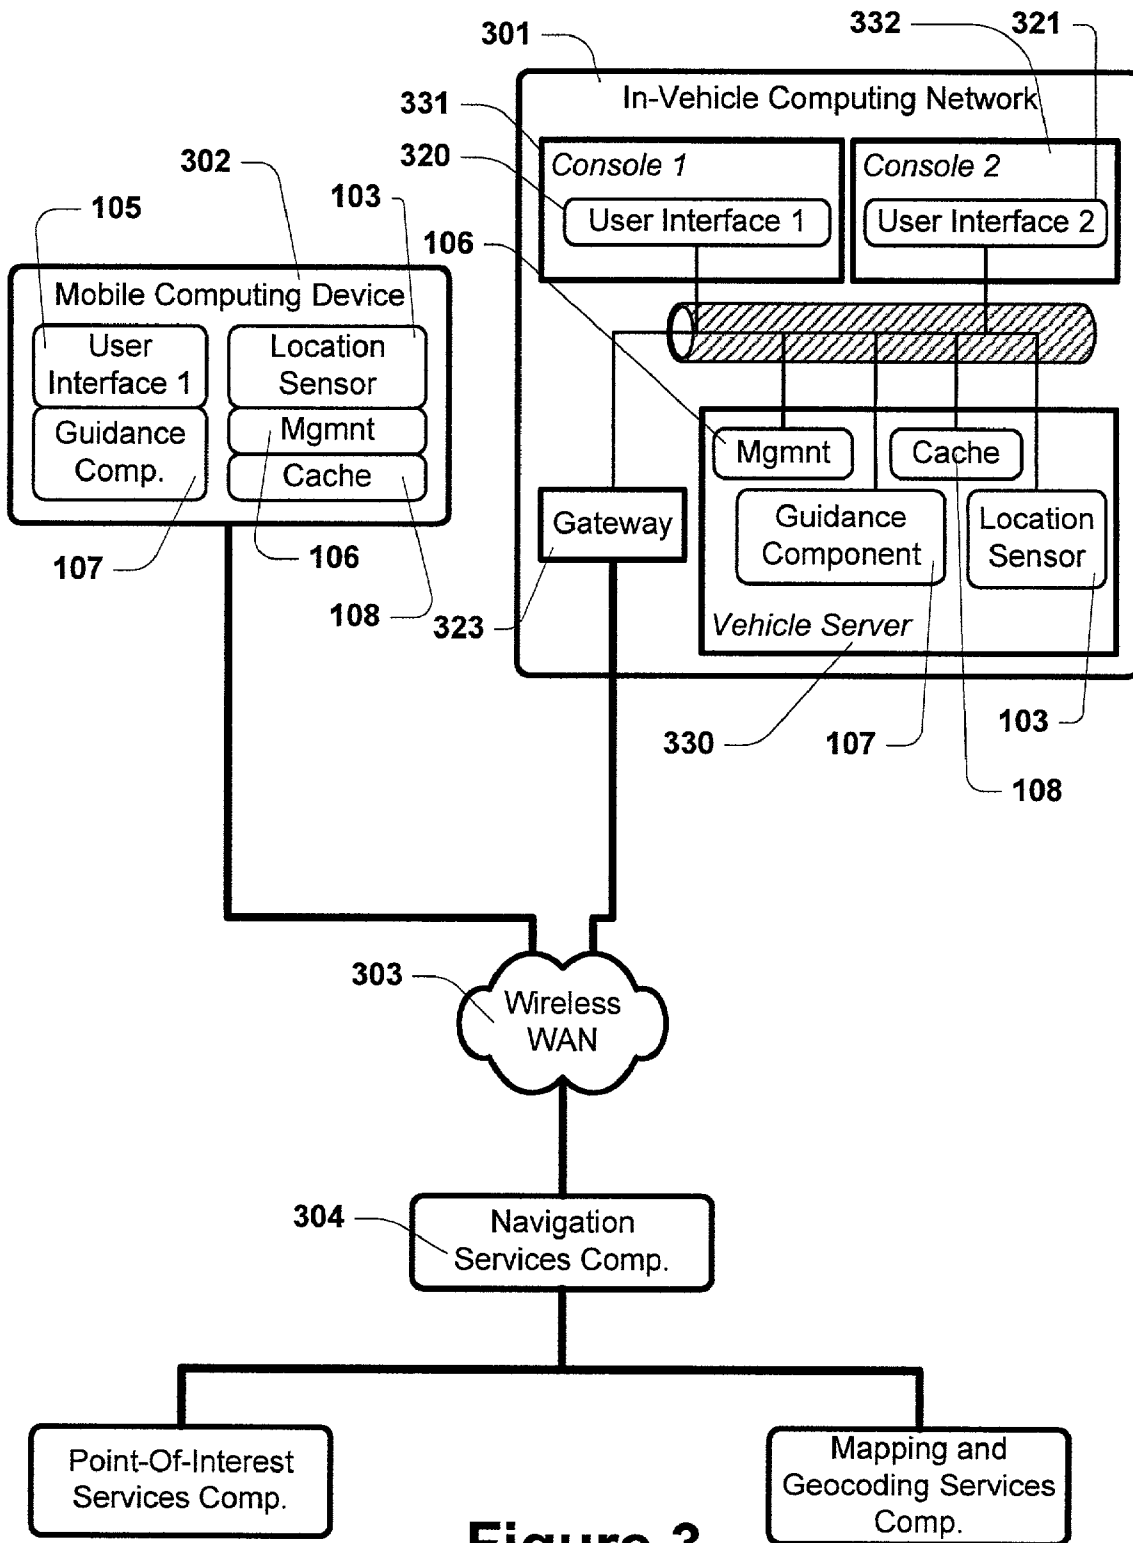 332
321
301
In-Vehicle Computing Network
331
320
Console 1
User Interface 1
Console 2
User Interface 2
302
103
105
106
Mobile Computing Device
User
Interface 1
Location
Sensor
Guidance
Comp.
Mgmnt
Cache
107
106
108
Mgmnt
Cache
Gateway
Guidance
Component
Location
Sensor
Vehicle Server
323
330
107
103
108
303
Wireless
WAN
304
Navigation
Services Comp.
Point-Of-Interest
Services Comp.
Mapping and
Geocoding Services
Comp.
Figure 3